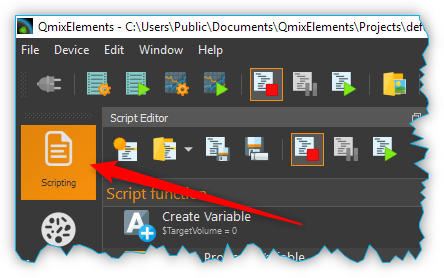 QmixElements - C:\Users\Public\Documents\QmixElements\Projects\def
File Edit Window Device Help
Script Editor
Scripting
Script function
Create Variable
$TargetVolume = 0